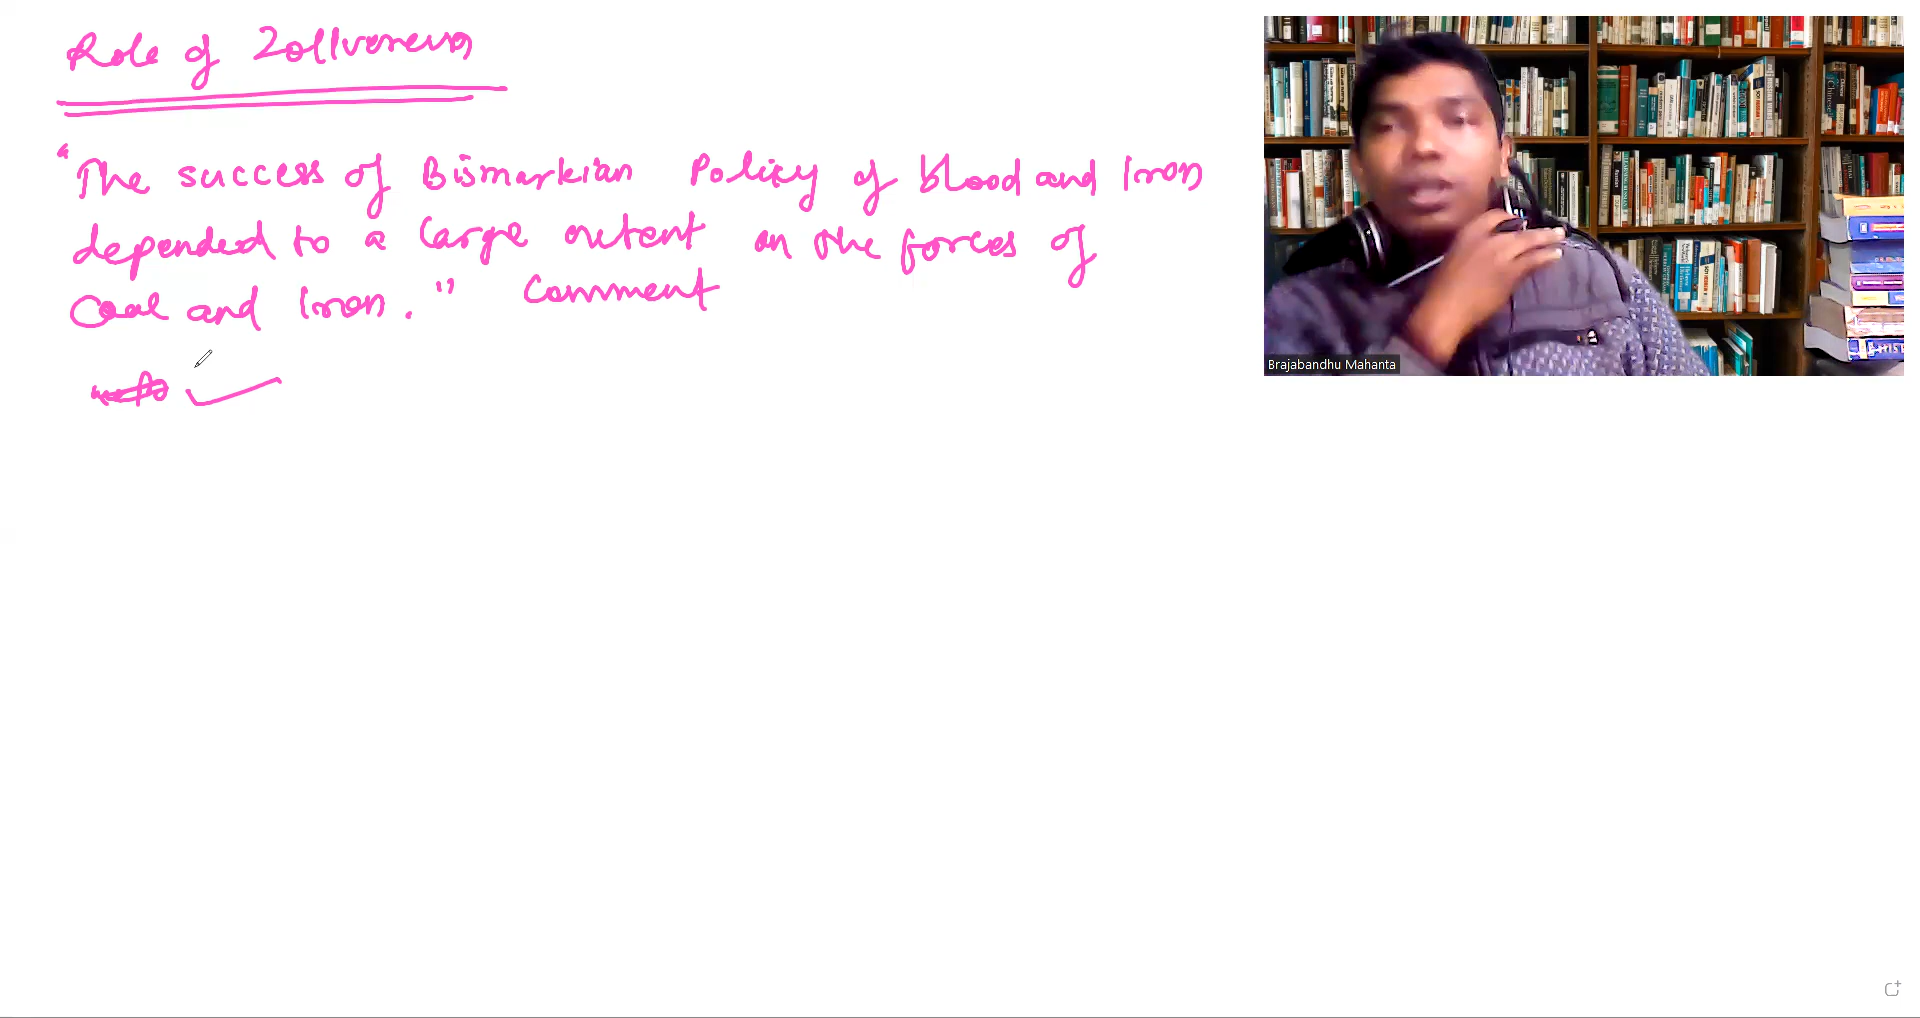 Role of Zollverein
"The success of Bismarkian Policy of blood and Iron
depended to a large extent on the forces of
Coal and Iron." Comment
Brajabandhu Mahanta